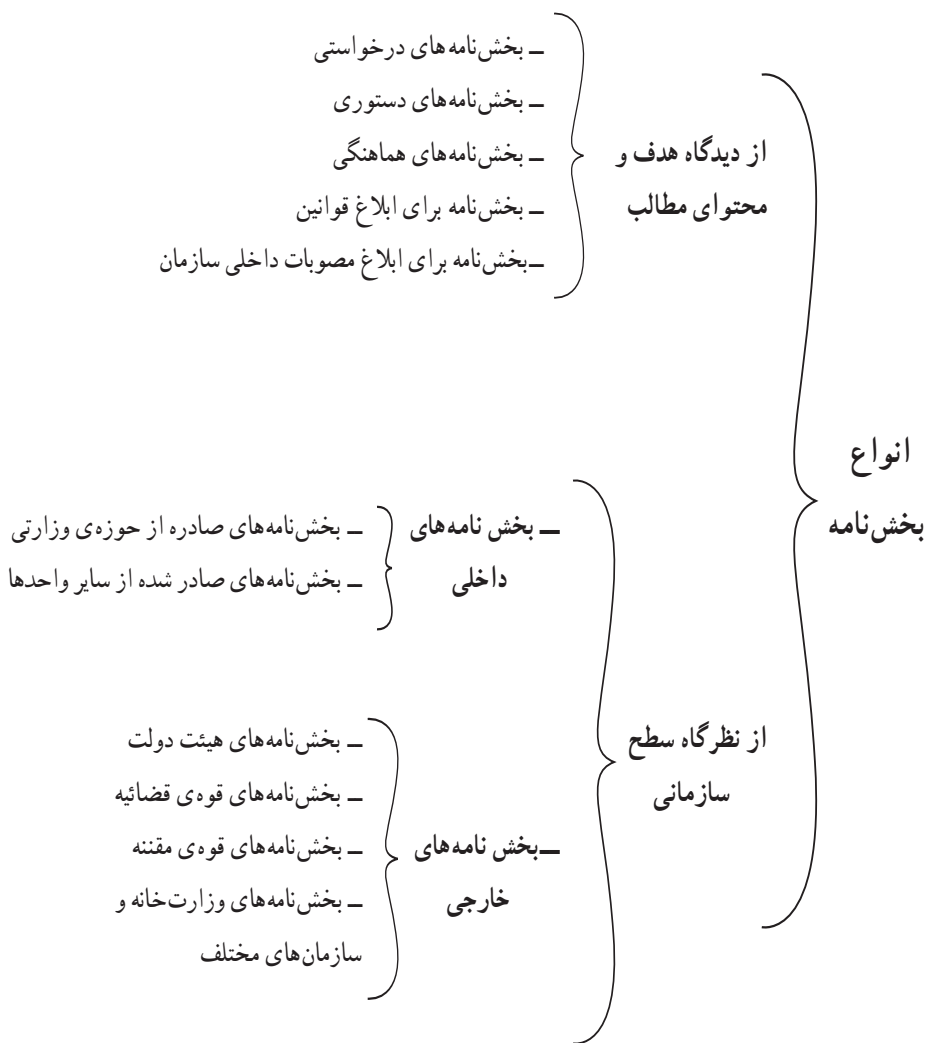 انواع
بخش‌نامه
از دیدگاه هدف و
محتوای مطالب
ــ بخش‌نامه‌های درخواستی
ــ بخش‌نامه‌های دستوری
ــ بخش‌نامه‌های هماهنگی
ــ بخش‌نامه برای ابلاغ قوانین
ــ بخش‌نامه برای ابلاغ مصوبات داخلی سازمان
از نظرگاه سطح
سازمانی
ــ بخش نامه‌های
داخلی
ــ بخش‌نامه‌های صادره از حوزه‌ی وزارتی
ــ بخش‌نامه‌های صادر شده از سایر واحدها
ــ بخش نامه‌های
خارجی
ــ بخش‌نامه‌های هیئت دولت
ــ بخش‌نامه‌های قوه‌ی قضائیه
ــ بخش‌نامه‌های قوه‌ی مقننه
ــ بخش‌نامه‌های وزارت‌خانه و
سازمان‌های مختلف